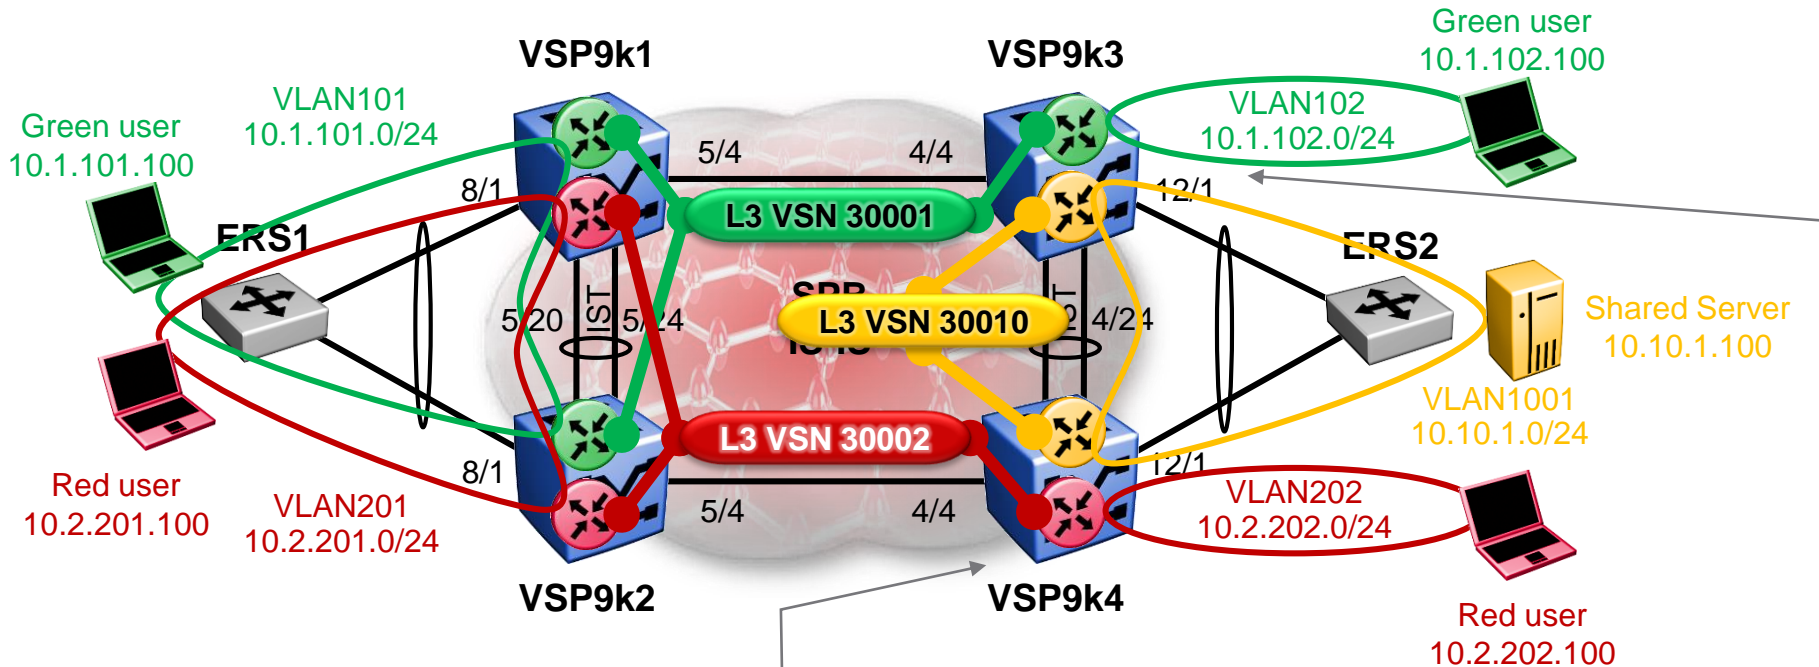 VSP9k1
VSP9k3
Green user
10.1.102.100
VLAN101
10.1.101.0/24
VLAN102
10.1.102.0/24
Green user
10.1.101.100
5/4
4/4
8/1
12/1
L3 VSN 30001
ERS1
ERS2
5/20
IST
5/24
SPB
L3 VSN 30010
4/24
Shared Server
10.10.1.100
VLAN1001
10.10.1.0/24
L3 VSN 30002
8/1
12/1
Red user
10.2.201.100
VLAN201
10.2.201.0/24
5/4
4/4
VLAN202
10.2.202.0/24
VSP9k2
VSP9k4
Red user
10.2.202.100